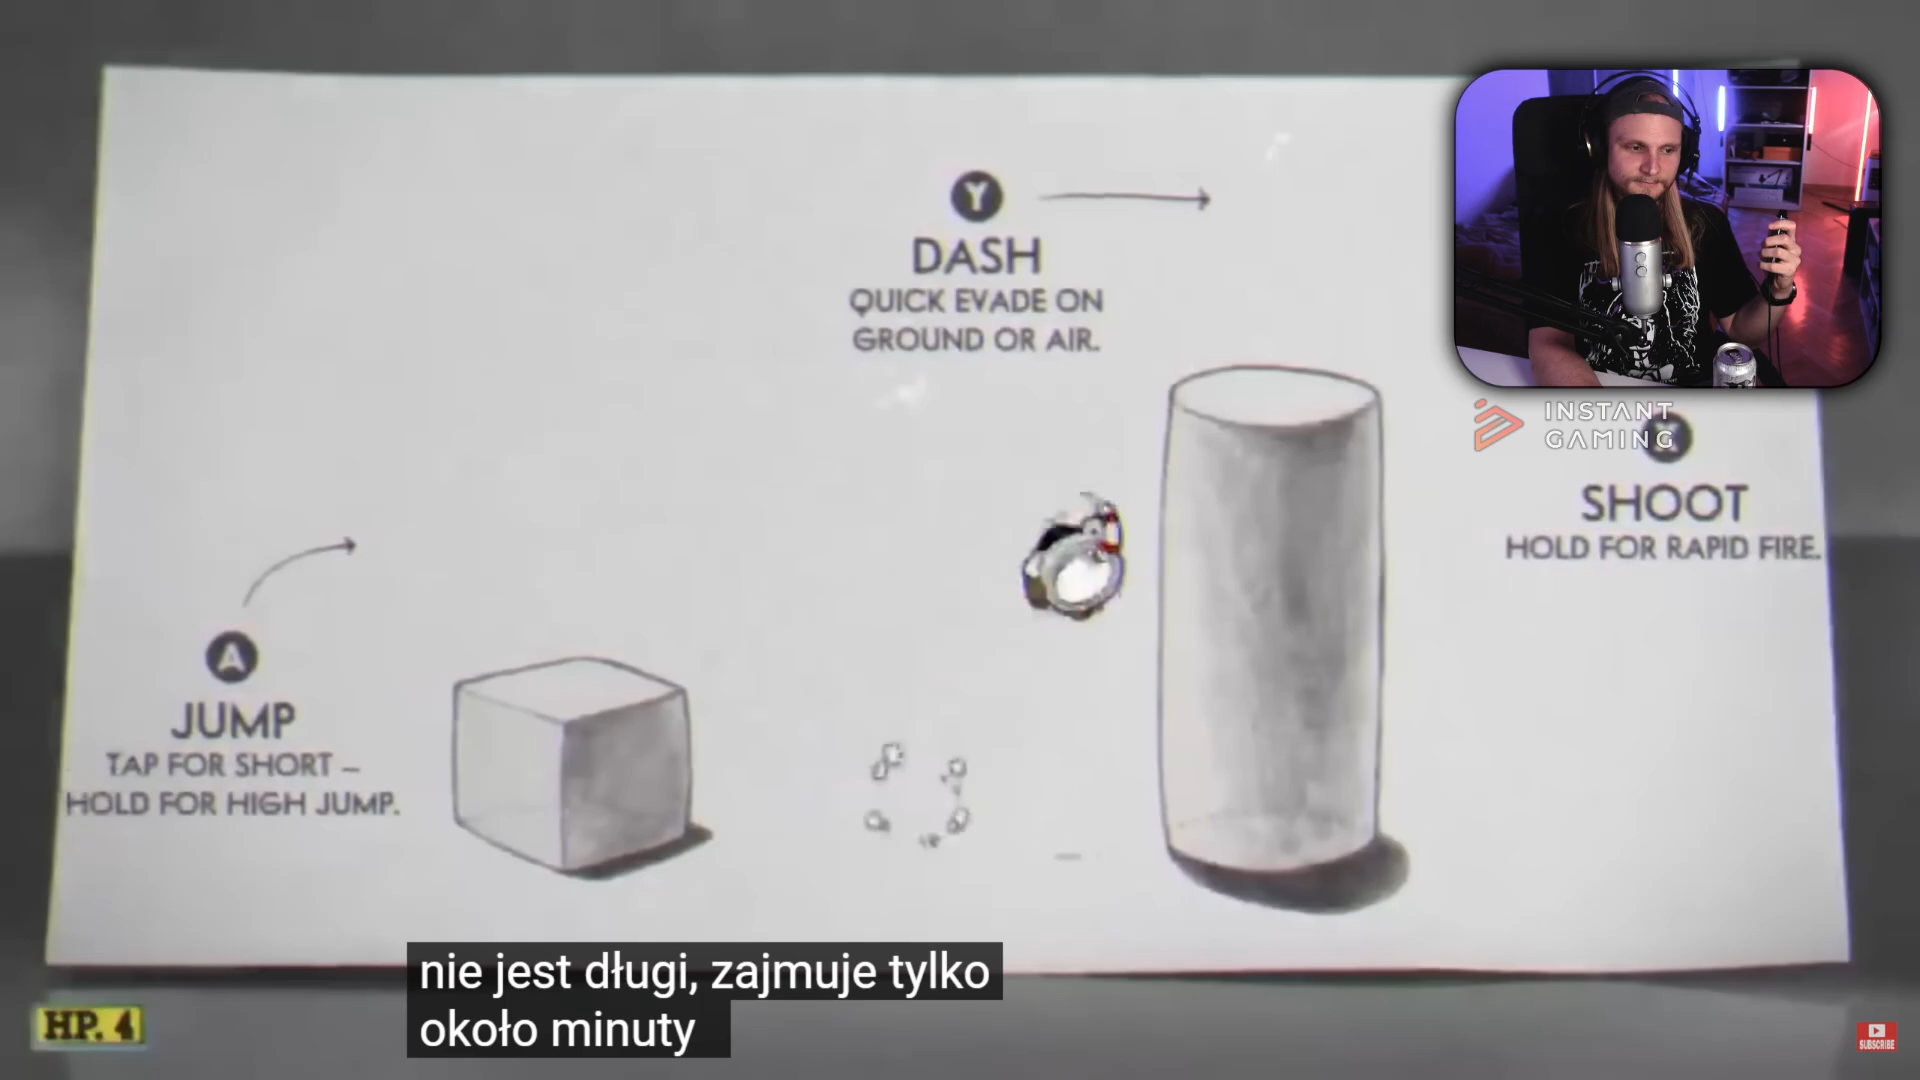 Y
DASH
QUICK EVADE ON
GROUND OR AIR.
INSTANT
GAMING
X
SHOOT
HOLD FOR RAPID FIRE.
A
JUMP
TAP FOR SHORT –
HOLD FOR HIGH JUMP.
nie jest długi, zajmuje tylko
około minuty
HP. 4
SUBSCRIBE